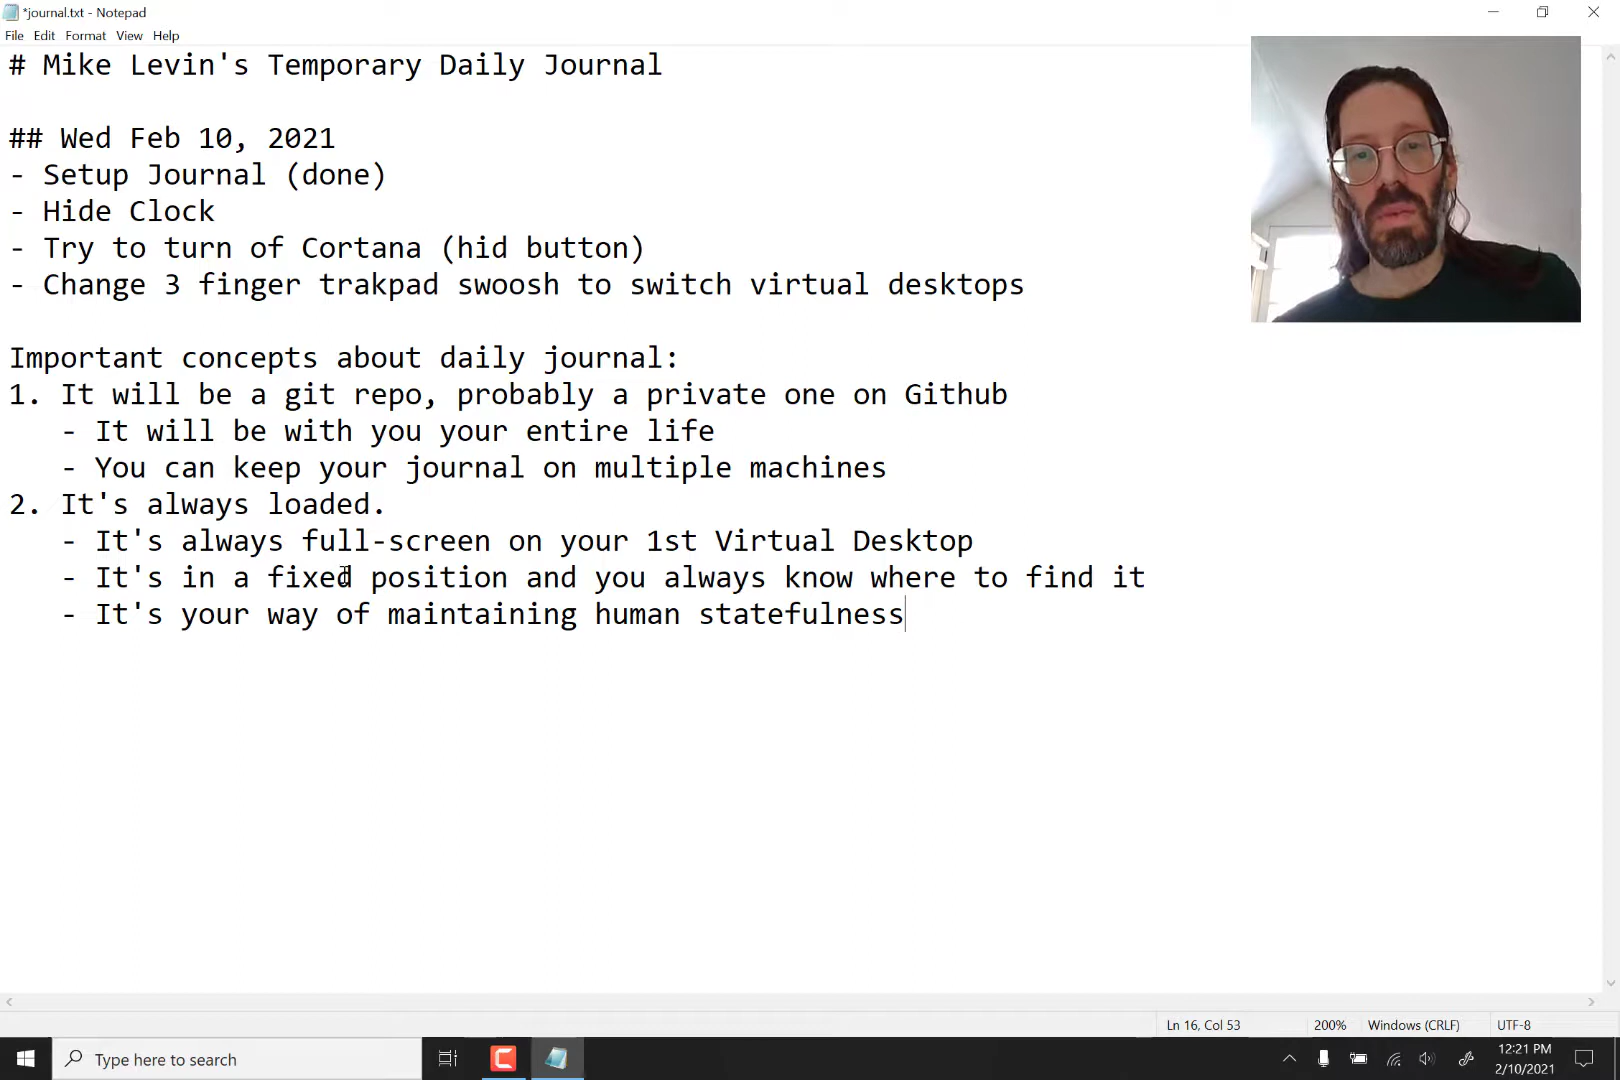 *journal.txt - Notepad
File Edit Format View Help
# Mike Levin's Temporary Daily Journal
## Wed Feb 10, 2021
- Setup Journal (done)
- Hide Clock
- Try to turn of Cortana (hid button)
- Change 3 finger trakpad swoosh to switch virtual desktops
Important concepts about daily journal:
1. It will be a git repo, probably a private one on Github
- It will be with you your entire life
- You can keep your journal on multiple machines
2. It's always loaded.
- It's always full-screen on your 1st Virtual Desktop
- It's in a fixed position and you always know where to find it
- It's your way of maintaining human statefulness
Ln 16, Col 53 200% Windows (CRLF) UTF-8
Type here to search
12:21 PM
2/10/2021